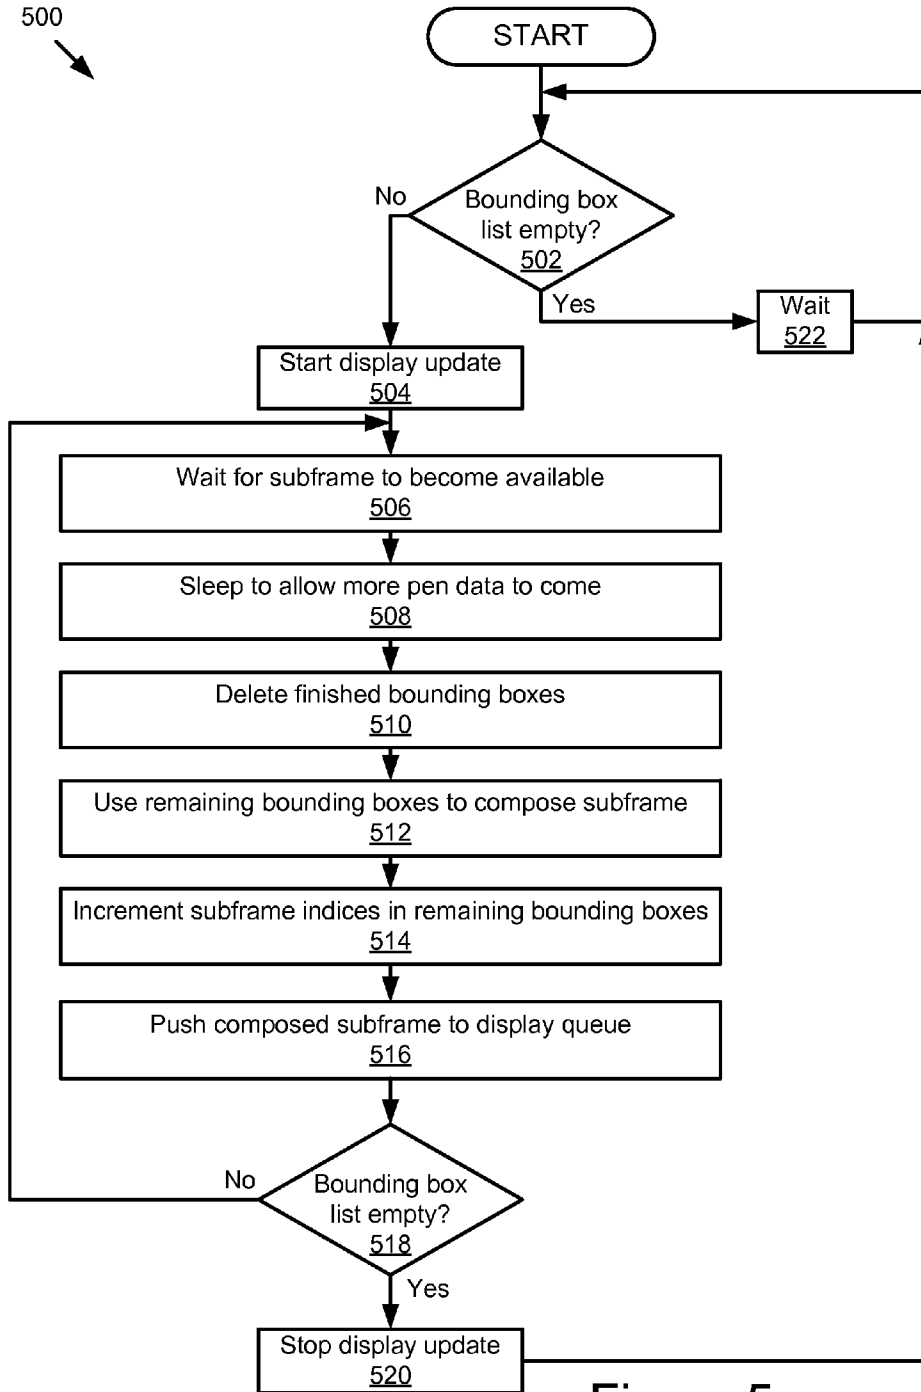 500
START
Bounding box
list empty?
502
No
Yes
Wait
522
Start display update
504
Wait for subframe to become available
506
Sleep to allow more pen data to come
508
Delete finished bounding boxes
510
Use remaining bounding boxes to compose subframe
512
Increment subframe indices in remaining bounding boxes
514
Push composed subframe to display queue
516
No
Bounding box
list empty?
518
Yes
Stop display update
520